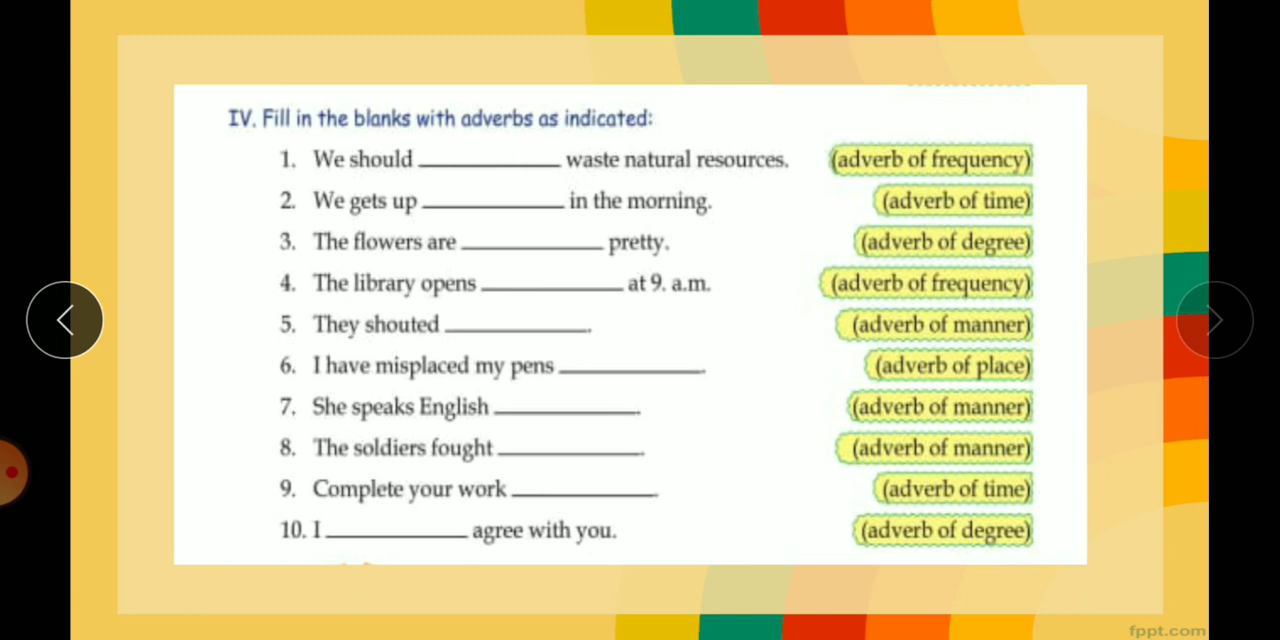 IV. Fill in the blanks with adverbs as indicated:
1. We should ____________ waste natural resources. (adverb of frequency)
2. We gets up ____________ in the morning. (adverb of time)
3. The flowers are ____________ pretty. (adverb of degree)
4. The library opens ____________ at 9. a.m. (adverb of frequency)
5. They shouted ____________. (adverb of manner)
6. I have misplaced my pens ____________. (adverb of place)
7. She speaks English ____________. (adverb of manner)
8. The soldiers fought ____________. (adverb of manner)
9. Complete your work ____________. (adverb of time)
10. I ____________ agree with you. (adverb of degree)
fppt.com